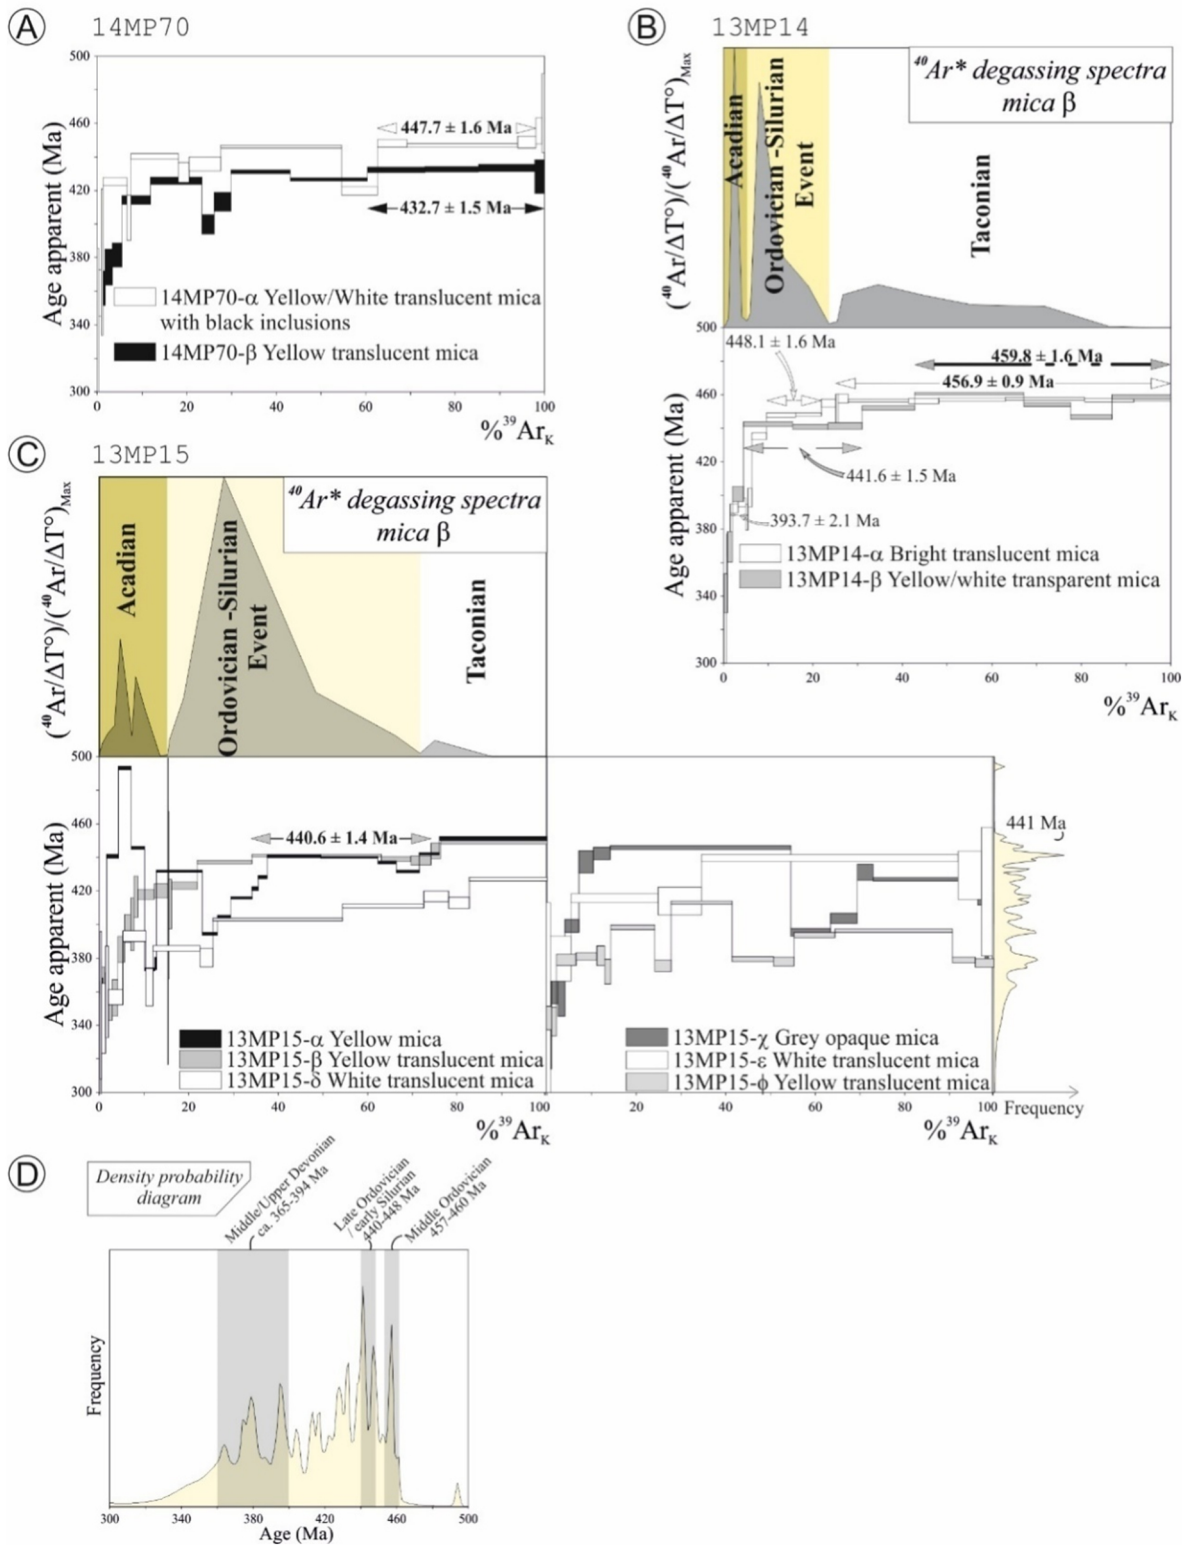 A 14MP70
500
460
420
380
340
300
Age apparent (Ma)
447.7 ± 1.6 Ma
432.7 ± 1.5 Ma
14MP70-α Yellow/White translucent mica
with black inclusions
14MP70-β Yellow translucent mica
0 20 40 60 80 100
%³⁹Arₖ
B 13MP14
(⁴⁰Ar/ΔT°)/(⁴⁰Ar/ΔT°)Max
⁴⁰Ar* degassing spectra
mica β
Acadian
Ordovician -Silurian
Event
Taconian
500
460
420
380
340
300
Age apparent (Ma)
448.1 ± 1.6 Ma
459.8 ± 1.6 Ma
456.9 ± 0.9 Ma
441.6 ± 1.5 Ma
393.7 ± 2.1 Ma
13MP14-α Bright translucent mica
13MP14-β Yellow/white transparent mica
0 20 40 60 80 100
%³⁹Arₖ
C 13MP15
(⁴⁰Ar/ΔT°)/(⁴⁰Ar/ΔT°)Max
⁴⁰Ar* degassing spectra
mica β
Acadian
Ordovician -Silurian
Event
Taconian
500
460
420
380
340
300
Age apparent (Ma)
440.6 ± 1.4 Ma
441 Ma
13MP15-α Yellow mica
13MP15-β Yellow translucent mica
13MP15-δ White translucent mica
13MP15-χ Grey opaque mica
13MP15-ε White translucent mica
13MP15-ϕ Yellow translucent mica
0 20 40 60 80 100 20 40 60 80 100
Frequency
%³⁹Arₖ
%³⁹Arₖ
D
Density probability
diagram
Middle/Upper Devonian
ca. 365-394 Ma
Late Ordovician
/ early Silurian
440-448 Ma
Middle Ordovician
457-460 Ma
Frequency
300 340 380 420 460 500
Age (Ma)